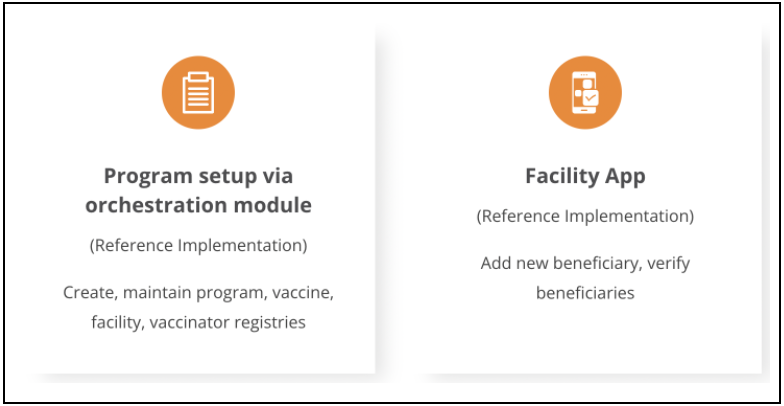 Program setup via
orchestration module
(Reference Implementation)
Create, maintain program, vaccine,
facility, vaccinator registries
Facility App
(Reference Implementation)
Add new beneficiary, verify
beneficiaries